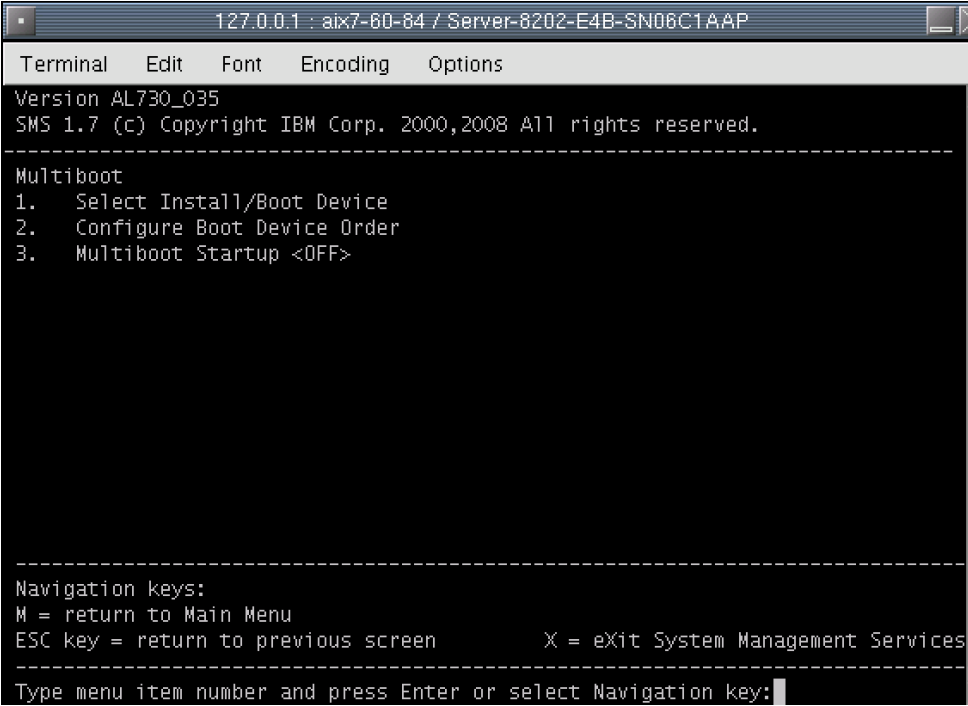 127.0.0.1 : aix7-60-84 / Server-8202-E4B-SN06C1AAP
Terminal Edit Font Encoding Options
Version AL730_035
SMS 1.7 (c) Copyright IBM Corp. 2000,2008 All rights reserved.
-------------------------------------------------------------------------------
Multiboot
1. Select Install/Boot Device
2. Configure Boot Device Order
3. Multiboot Startup <OFF>
-------------------------------------------------------------------------------
Navigation keys:
M = return to Main Menu
ESC key = return to previous screen X = eXit System Management Services
-------------------------------------------------------------------------------
Type menu item number and press Enter or select Navigation key: